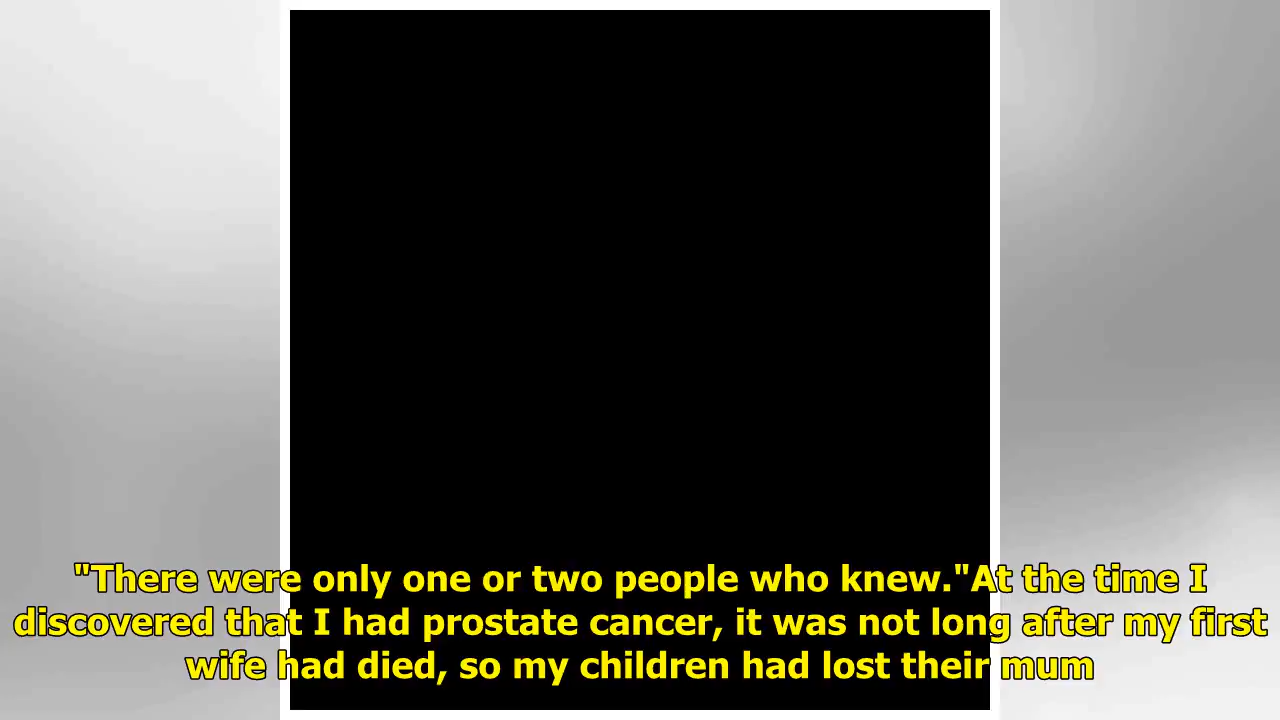 "There were only one or two people who knew."At the time I
discovered that I had prostate cancer, it was not long after my first
wife had died, so my children had lost their mum